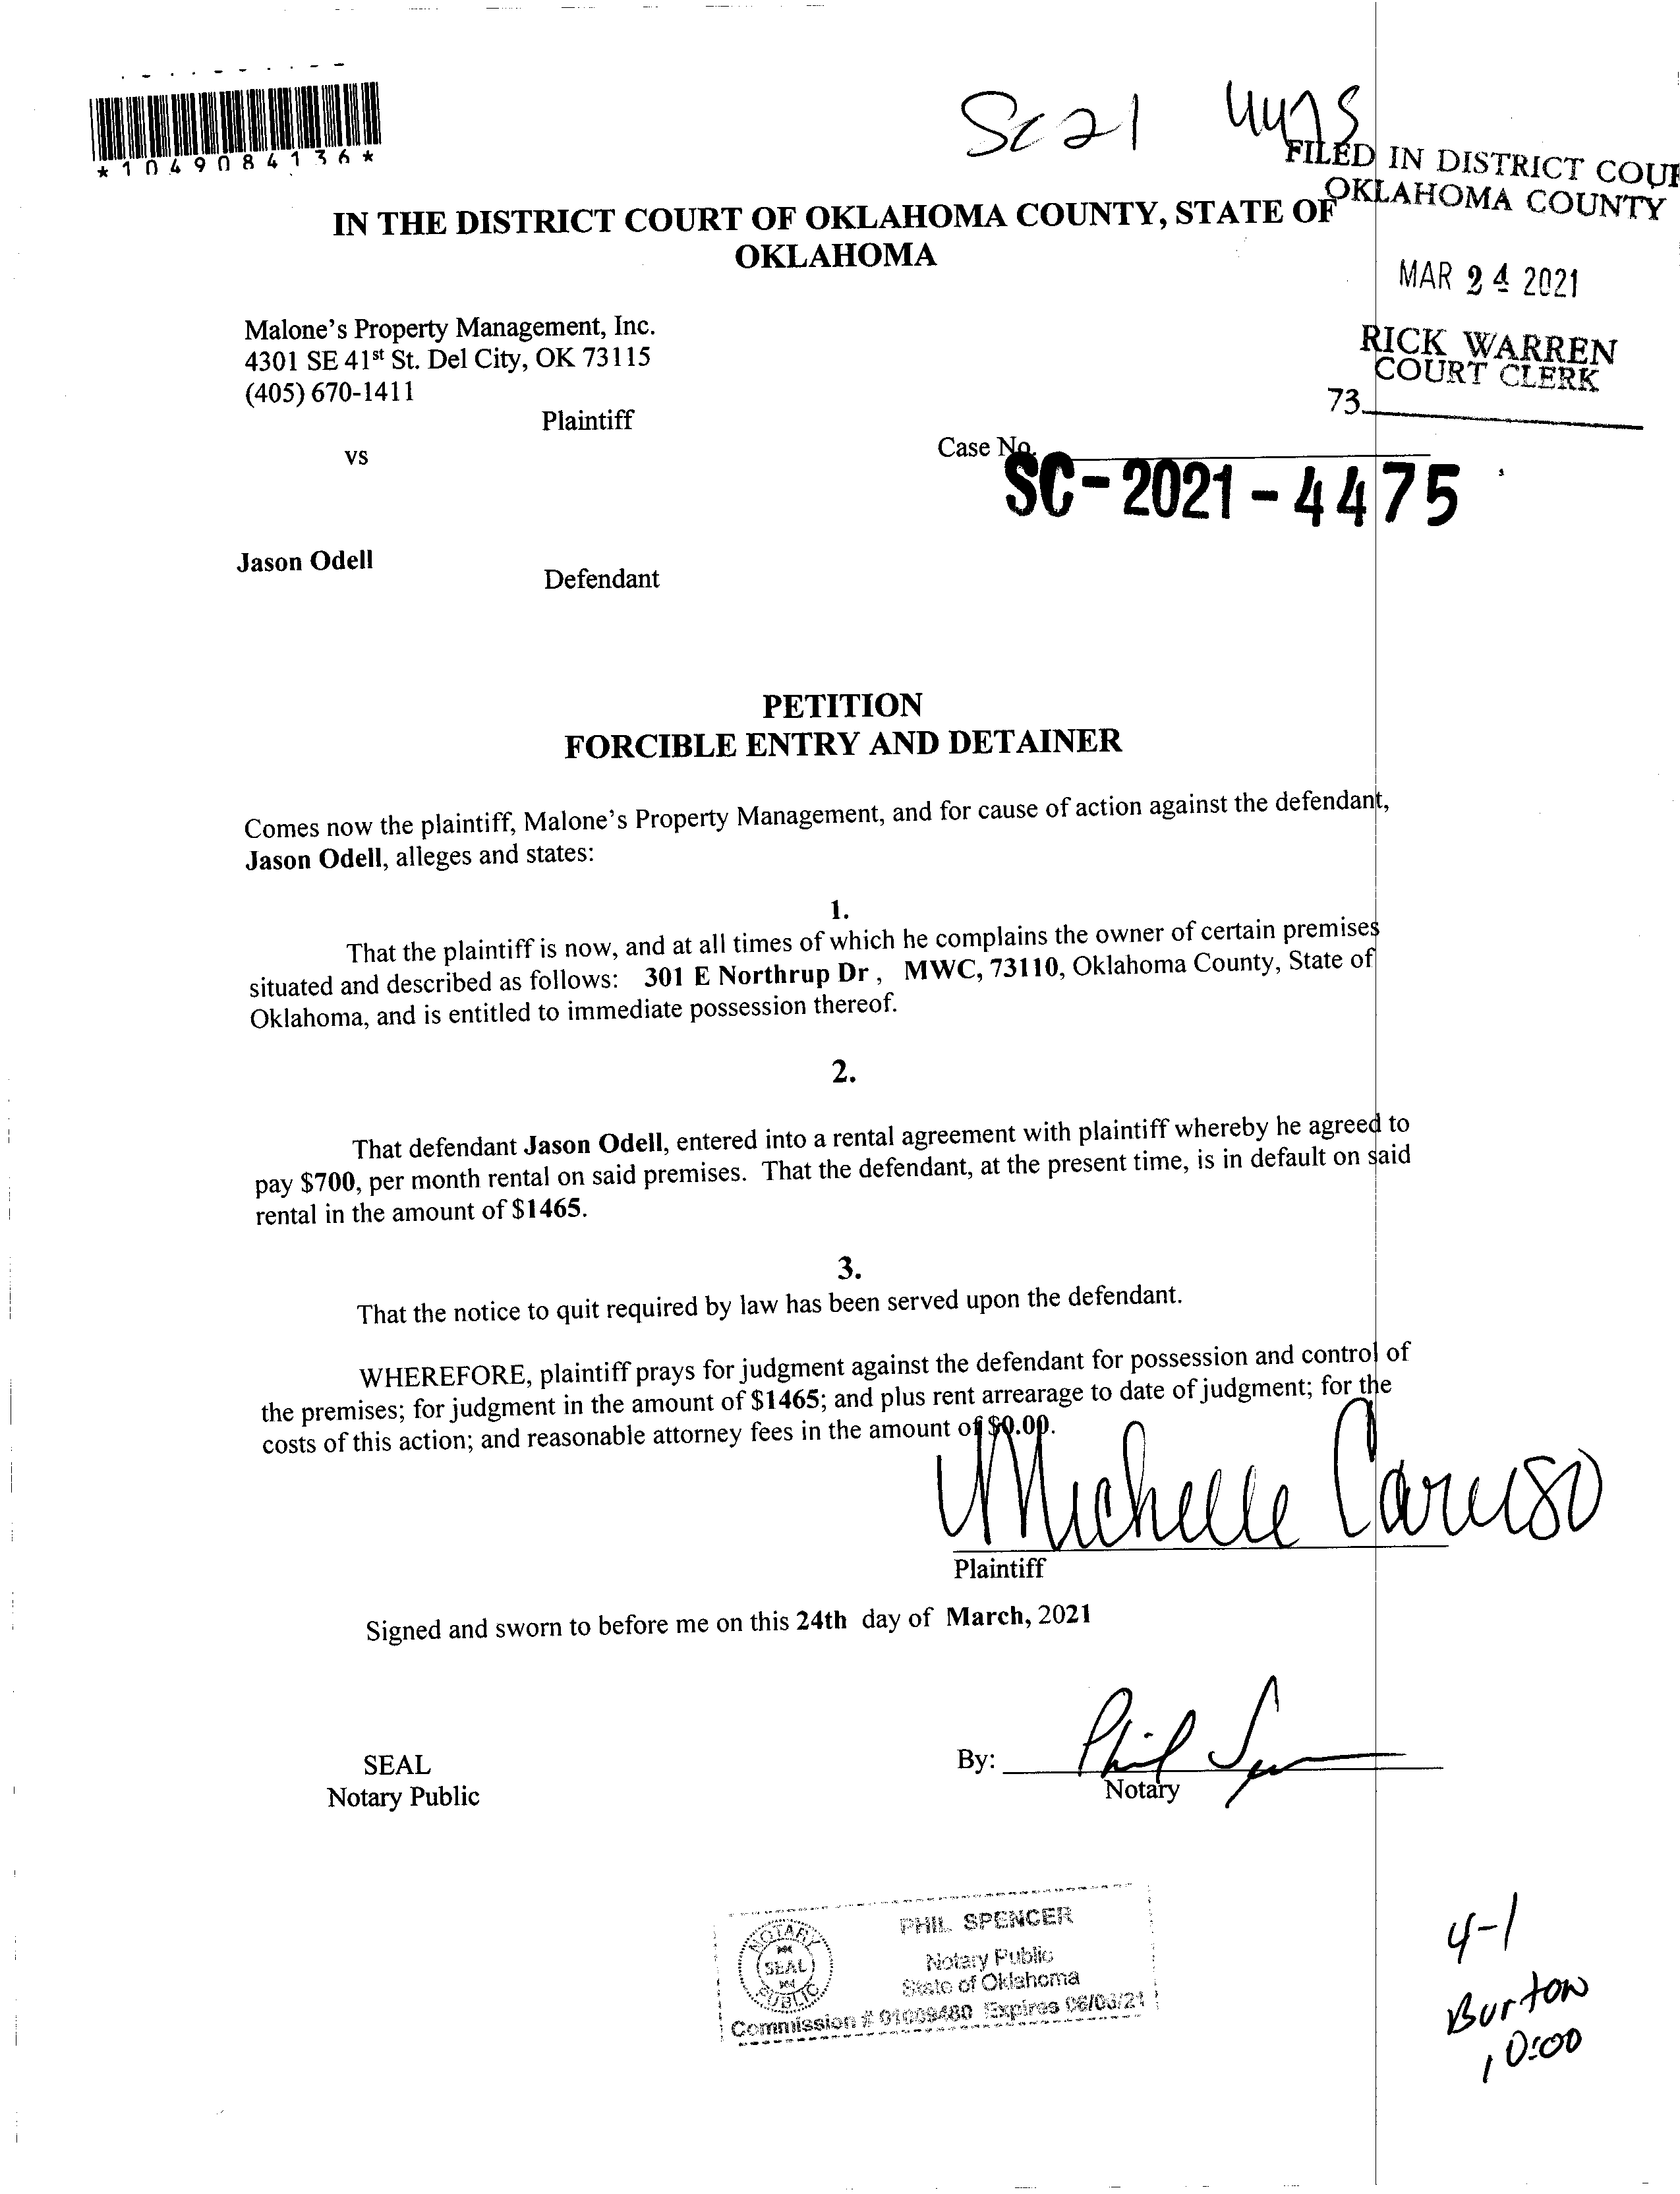 *1049084136*
SC21 4475
FILED IN DISTRICT COUR
OKLAHOMA COUNTY
IN THE DISTRICT COURT OF OKLAHOMA COUNTY, STATE OF
OKLAHOMA
MAR 24 2021
RICK WARREN
COURT CLERK
73
Malone's Property Management, Inc.
4301 SE 41st St. Del City, OK 73115
(405) 670-1411
Plaintiff
vs
Case No.
SC-2021-4475
Jason Odell
Defendant
PETITION
FORCIBLE ENTRY AND DETAINER
Comes now the plaintiff, Malone's Property Management, and for cause of action against the defendant,
Jason Odell, alleges and states:
1.
That the plaintiff is now, and at all times of which he complains the owner of certain premises
situated and described as follows: 301 E Northrup Dr , MWC, 73110, Oklahoma County, State of
Oklahoma, and is entitled to immediate possession thereof.
2.
That defendant Jason Odell, entered into a rental agreement with plaintiff whereby he agreed to
pay $700, per month rental on said premises. That the defendant, at the present time, is in default on said
rental in the amount of $1465.
3.
That the notice to quit required by law has been served upon the defendant.
WHEREFORE, plaintiff prays for judgment against the defendant for possession and control of
the premises; for judgment in the amount of $1465; and plus rent arrearage to date of judgment; for the
costs of this action; and reasonable attorney fees in the amount of $0.00.
Michelle Caruso
Plaintiff
Signed and sworn to before me on this 24th day of March, 2021
SEAL
Notary Public
By: Phil Spencer
Notary
NOTARY
SEAL
PUBLIC
PHIL SPENCER
Notary Public
State of Oklahoma
Commission # 01009480 Expires 06/03/21
4-1
Burton
10:00